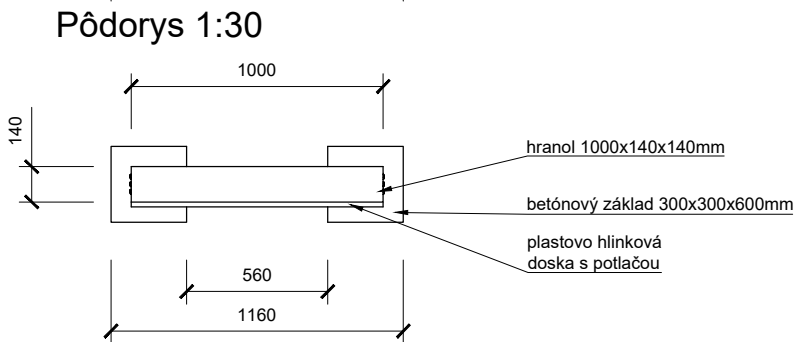 Pôdorys 1:30
1000
140
hranol 1000x140x140mm
betónový základ 300x300x600mm
plastovo hlinková
doska s potlačou
560
1160